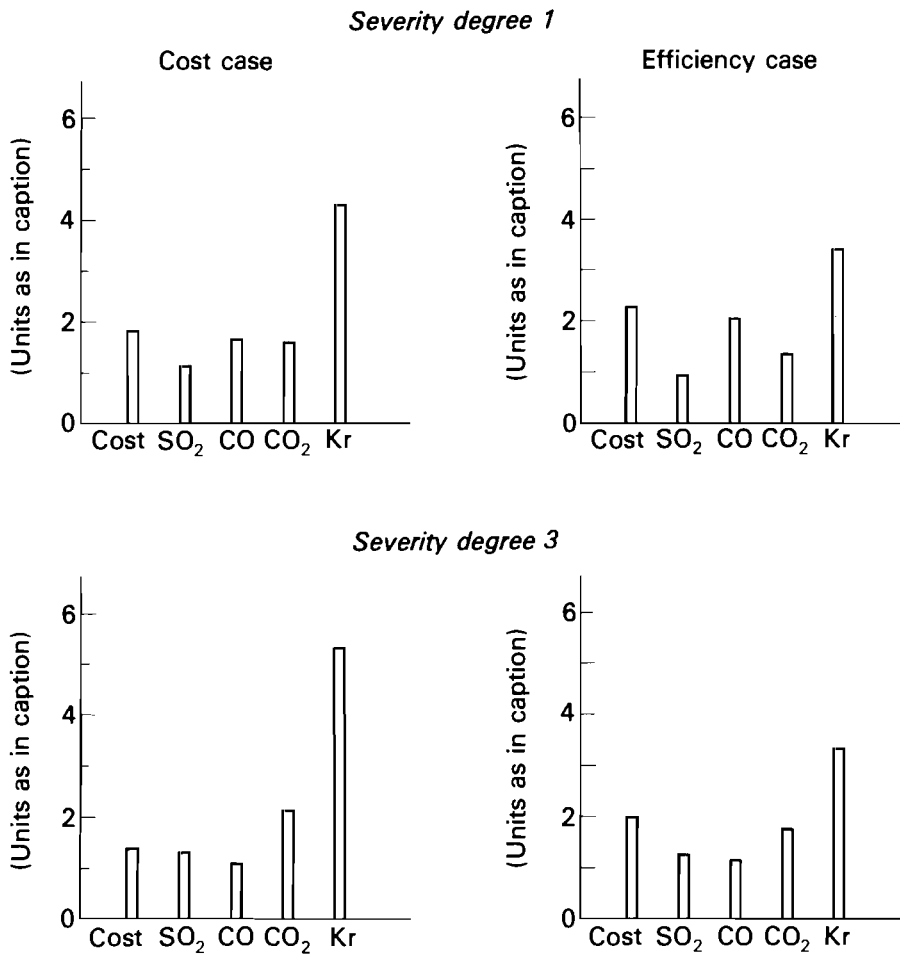 Severity degree 1
Cost case
Efficiency case
(Units as in caption)
6
4
2
0
Cost SO₂ CO CO₂ Kr
(Units as in caption)
6
4
2
0
Cost SO₂ CO CO₂ Kr
Severity degree 3
(Units as in caption)
6
4
2
0
Cost SO₂ CO CO₂ Kr
(Units as in caption)
6
4
2
0
Cost SO₂ CO CO₂ Kr